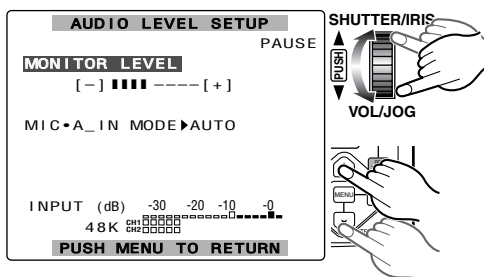 AUDIO LEVEL SETUP
PAUSE
MONITOR LEVEL
[–] ▮▮▮▮ ----[+]
MIC•A_IN MODE▶AUTO
INPUT (dB) -30 -20 -10 -0
48K CH1
CH2
PUSH MENU TO RETURN
SHUTTER/IRIS
PUSH
VOL/JOG
MENU